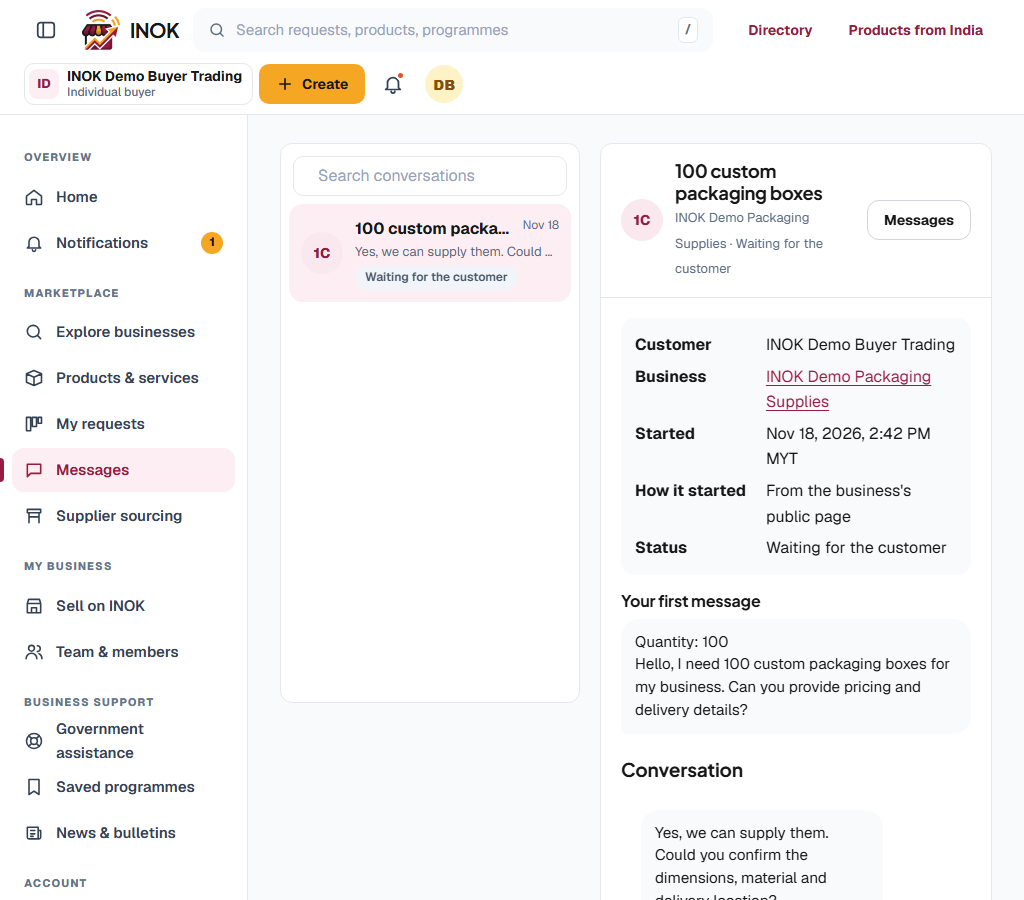 INOK
Search requests, products, programmes
/
Directory
Products from India
ID
INOK Demo Buyer Trading
Individual buyer
+ Create
DB
OVERVIEW
Home
Notifications
1
MARKETPLACE
Explore businesses
Products & services
My requests
Messages
Supplier sourcing
MY BUSINESS
Sell on INOK
Team & members
BUSINESS SUPPORT
Government
assistance
Saved programmes
News & bulletins
ACCOUNT
Search conversations
1C
100 custom packa...
Nov 18
Yes, we can supply them. Could ...
Waiting for the customer
1C
100 custom
packaging boxes
INOK Demo Packaging
Supplies · Waiting for the
customer
Messages
Customer
INOK Demo Buyer Trading
Business
INOK Demo Packaging
Supplies
Started
Nov 18, 2026, 2:42 PM
MYT
How it started
From the business's
public page
Status
Waiting for the customer
Your first message
Quantity: 100
Hello, I need 100 custom packaging boxes for
my business. Can you provide pricing and
delivery details?
Conversation
Yes, we can supply them.
Could you confirm the
dimensions, material and
delivery location?